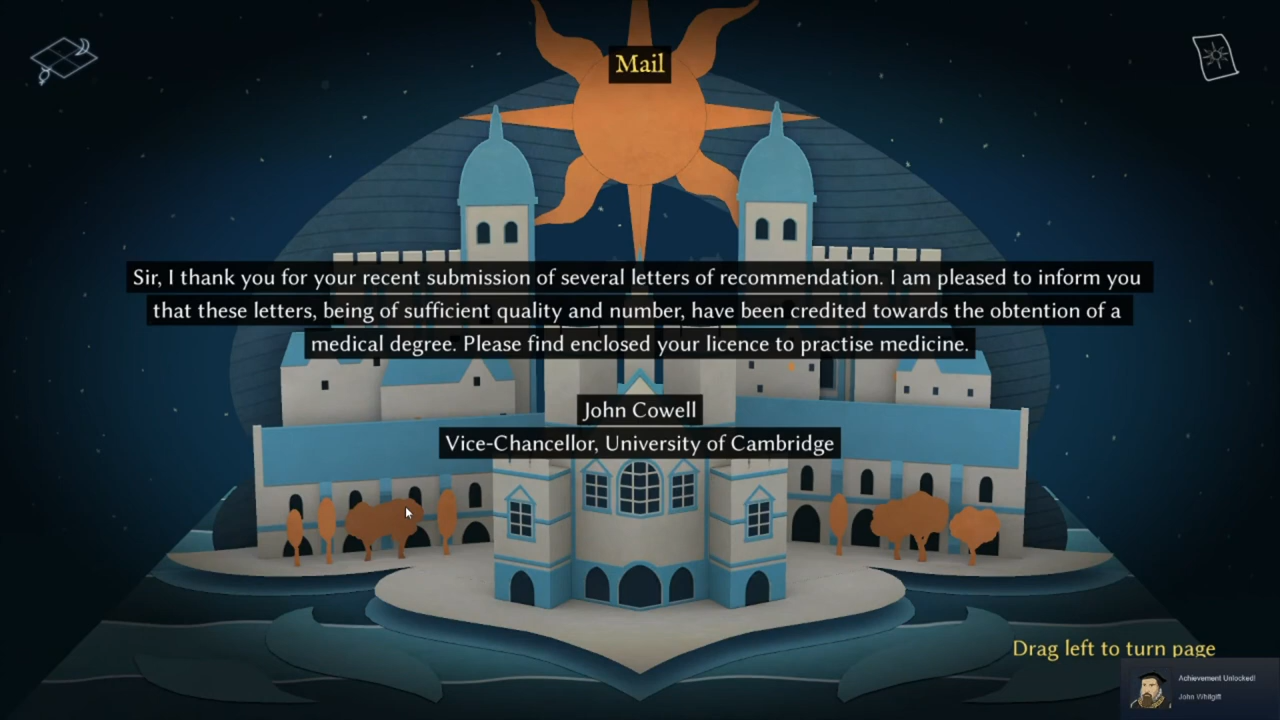 Mail
Sir, I thank you for your recent submission of several letters of recommendation. I am pleased to inform you
that these letters, being of sufficient quality and number, have been credited towards the obtention of a
medical degree. Please find enclosed your licence to practise medicine.
John Cowell
Vice-Chancellor, University of Cambridge
Drag left to turn page
Achievement Unlocked!
John Whitgift